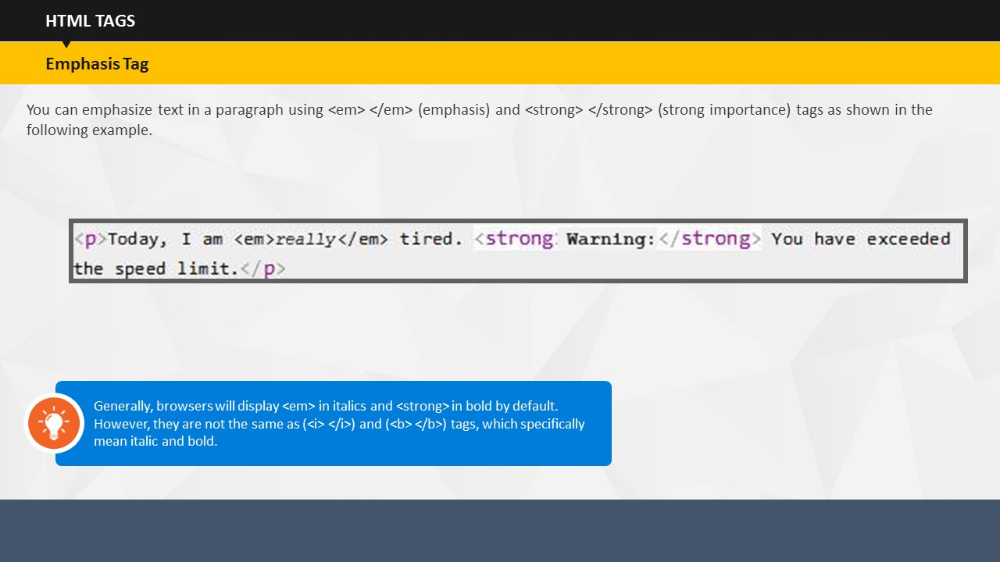 HTML TAGS
Emphasis Tag
You can emphasize text in a paragraph using <em> </em> (emphasis) and <strong> </strong> (strong importance) tags as shown in the
following example.
<p>Today, I am <em>really</em> tired. <strong Warning:</strong> You have exceeded
the speed limit.</p>
Generally, browsers will display <em> in italics and <strong> in bold by default.
However, they are not the same as (<i> </i>) and (<b> </b>) tags, which specifically
mean italic and bold.